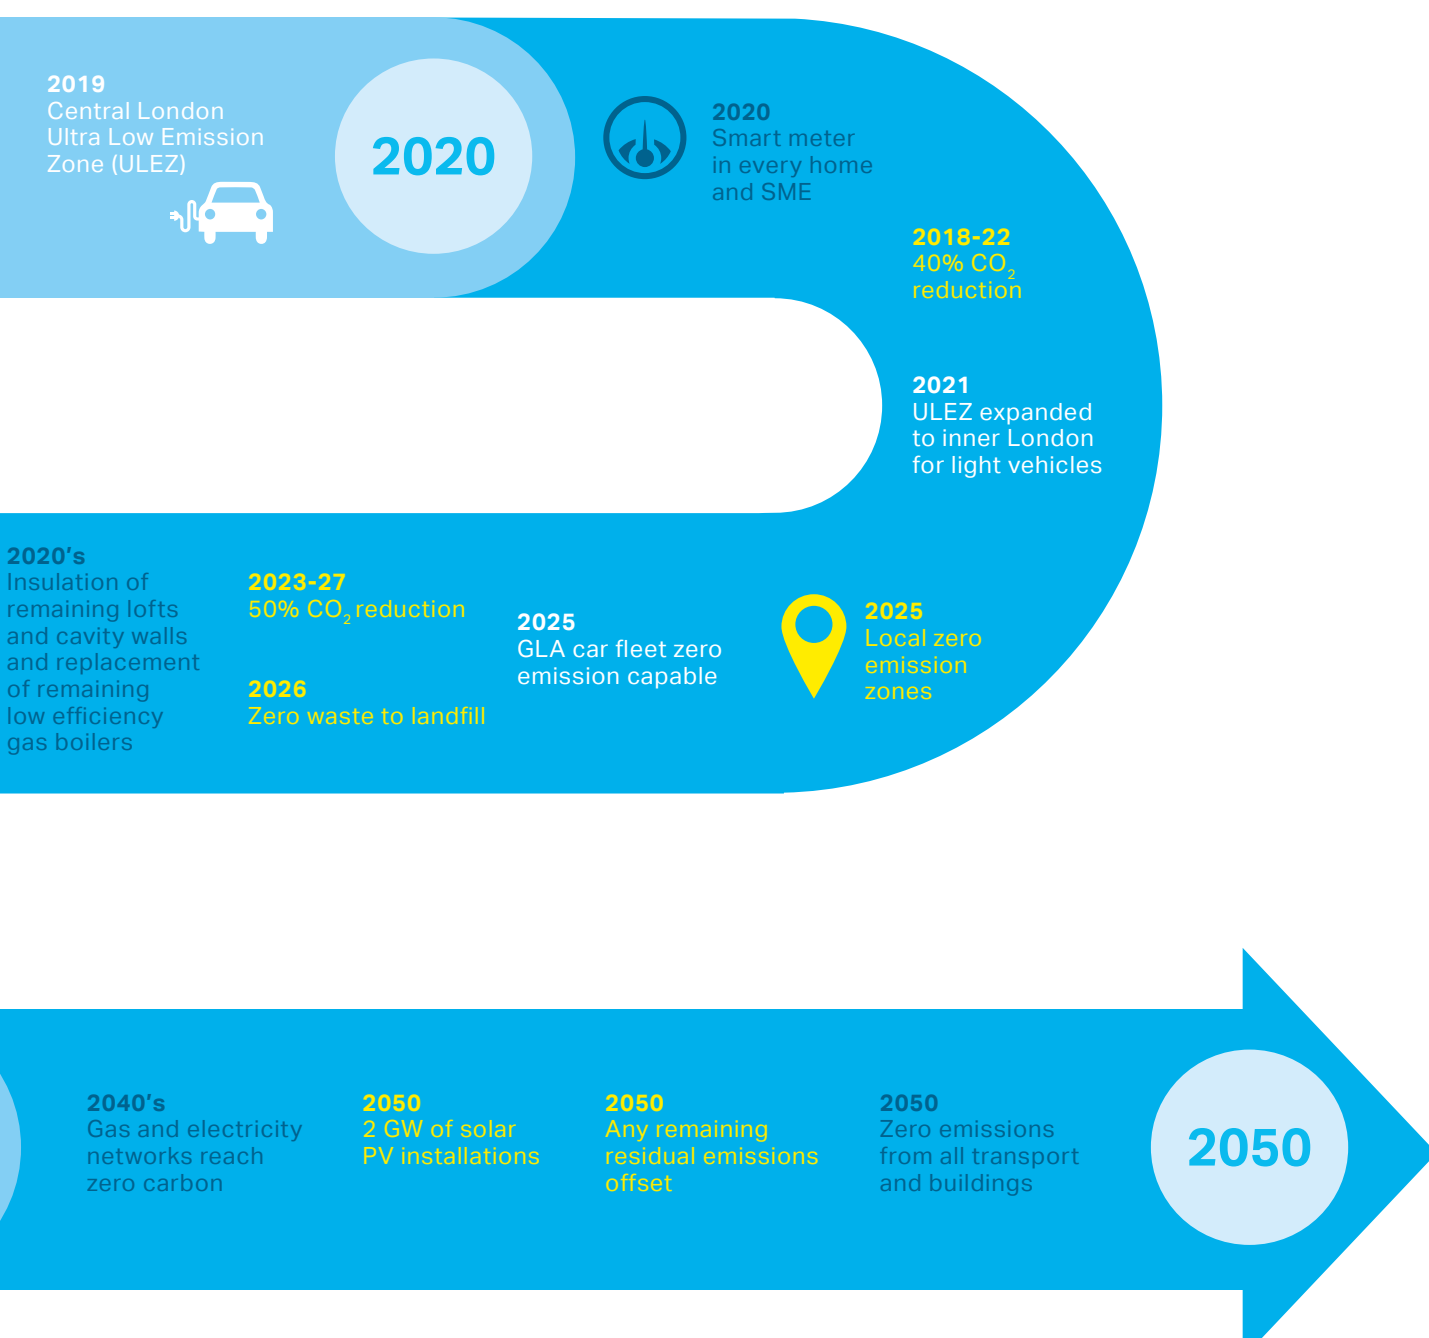 2019
Central London
Ultra Low Emission
Zone (ULEZ)
2020
2020
Smart meter
in every home
and SME
2018-22
40% CO2
reduction
2021
ULEZ expanded
to inner London
for light vehicles
2025
Local zero
emission
zones
2025
GLA car fleet zero
emission capable
2023-27
50% CO2 reduction
2026
Zero waste to landfill
2020's
Insulation of
remaining lofts
and cavity walls
and replacement
of remaining
low efficiency
gas boilers
2040's
Gas and electricity
networks reach
zero carbon
2050
2 GW of solar
PV installations
2050
Any remaining
residual emissions
offset
2050
Zero emissions
from all transport
and buildings
2050